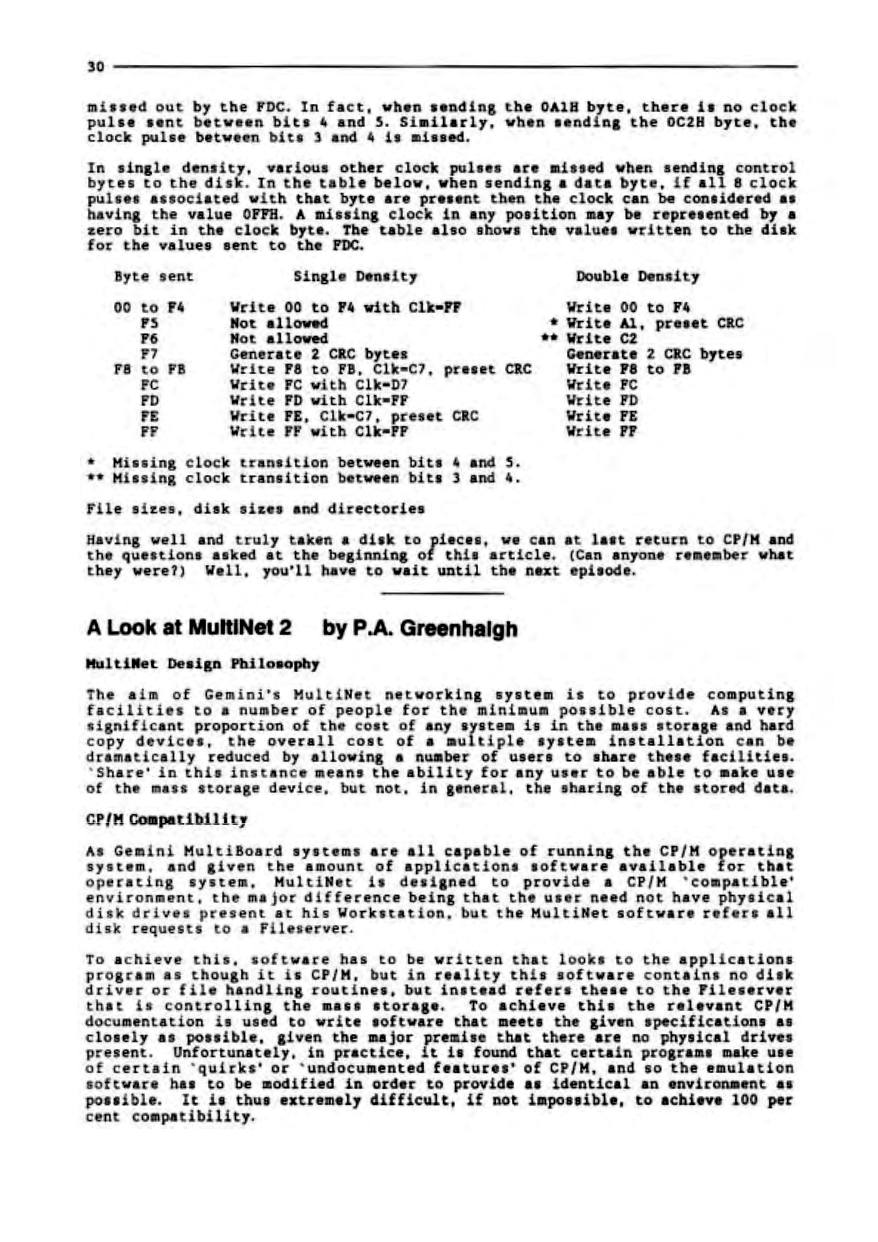 30
missed out by the FDC. In fact, when sending the 0A1H byte, there is no clock
pulse sent between bits 4 and 5. Similarly, when sending the 0C2H byte, the
clock pulse between bits 3 and 4 is missed.
In single density, various other clock pulses are missed when sending control
bytes to the disk. In the table below, when sending a data byte, if all 8 clock
pulses associated with that byte are present then the clock can be considered as
having the value 0FFH. A missing clock in any position may be represented by a
zero bit in the clock byte. The table also shows the values written to the disk
for the values sent to the FDC.
Byte sent Single Density Double Density
00 to F4 Write 00 to F4 with Clk=FF Write 00 to F4
F5 Not allowed * Write A1, preset CRC
F6 Not allowed ** Write C2
F7 Generate 2 CRC bytes Generate 2 CRC bytes
F8 to FB Write F8 to FB, Clk=C7, preset CRC Write F8 to FB
FC Write FC with Clk=D7 Write FC
FD Write FD with Clk=FF Write FD
FE Write FE, Clk=C7, preset CRC Write FE
FF Write FF with Clk=FF Write FF
* Missing clock transition between bits 4 and 5.
** Missing clock transition between bits 3 and 4.
File sizes, disk sizes and directories
Having well and truly taken a disk to pieces, we can at last return to CP/M and
the questions asked at the beginning of this article. (Can anyone remember what
they were?) Well, you'll have to wait until the next episode.
A Look at MultiNet 2 by P.A. Greenhalgh
MultiNet Design Philosophy
The aim of Gemini's MultiNet networking system is to provide computing
facilities to a number of people for the minimum possible cost. As a very
significant proportion of the cost of any system is in the mass storage and hard
copy devices, the overall cost of a multiple system installation can be
dramatically reduced by allowing a number of users to share these facilities.
`Share' in this instance means the ability for any user to be able to make use
of the mass storage device, but not, in general, the sharing of the stored data.
CP/M Compatibility
As Gemini MultiBoard systems are all capable of running the CP/M operating
system, and given the amount of applications software available for that
operating system, MultiNet is designed to provide a CP/M `compatible'
environment, the major difference being that the user need not have physical
disk drives present at his Workstation, but the MultiNet software refers all
disk requests to a Fileserver.
To achieve this, software has to be written that looks to the applications
program as though it is CP/M, but in reality this software contains no disk
driver or file handling routines, but instead refers these to the Fileserver
that is controlling the mass storage. To achieve this the relevant CP/M
documentation is used to write software that meets the given specifications as
closely as possible, given the major premise that there are no physical drives
present. Unfortunately, in practice, it is found that certain programs make use
of certain `quirks' or `undocumented features' of CP/M, and so the emulation
software has to be modified in order to provide as identical an environment as
possible. It is thus extremely difficult, if not impossible, to achieve 100 per
cent compatibility.